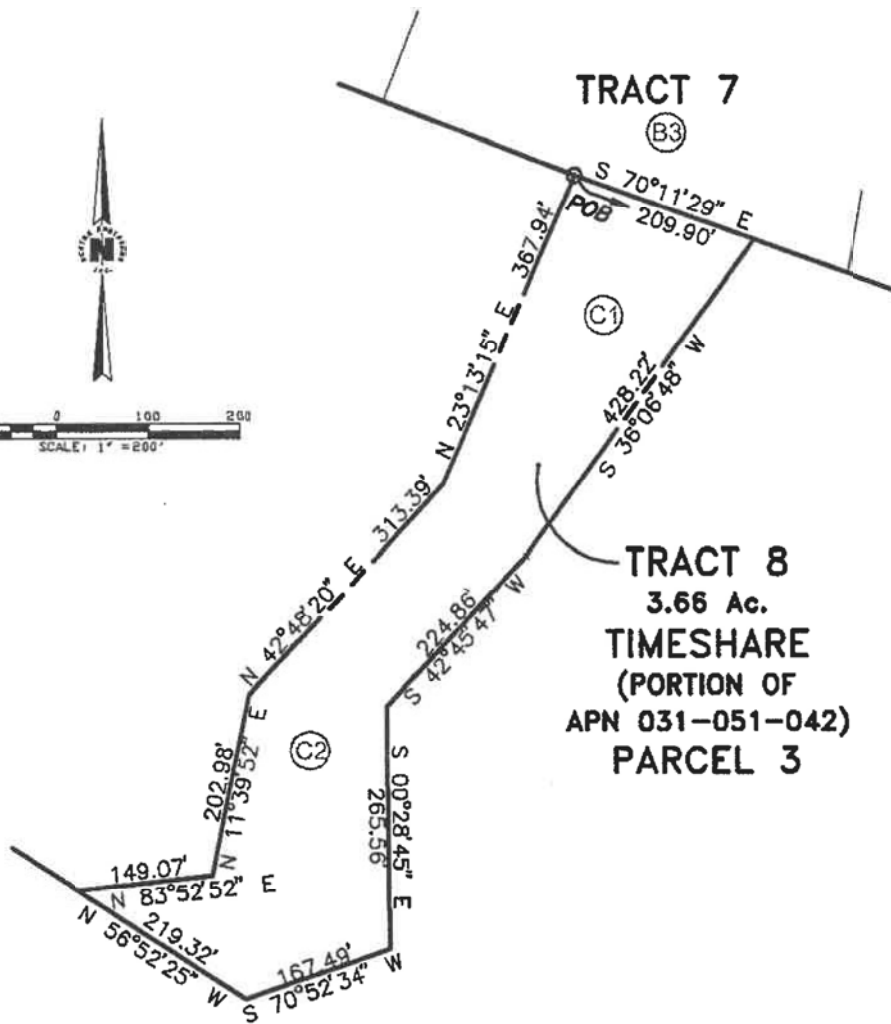 TRACT 7
B3
S 70°11'29" E
209.90'
POB
367.94'
N 23°13'15" E
C1
428.22'
S 36°06'48" W
N
0 100 200
SCALE: 1" =200'
313.39'
N 42°48'20" E
TRACT 8
3.66 Ac.
TIMESHARE
(PORTION OF
APN 031-051-042)
PARCEL 3
224.86'
S 42°45'47" W
C2
202.98'
N 11°39'52" E
S 00°28'45" E
265.56'
149.07'
N 83°52'52" E
219.32'
N 56°52'25" W
167.49'
S 70°52'34" W